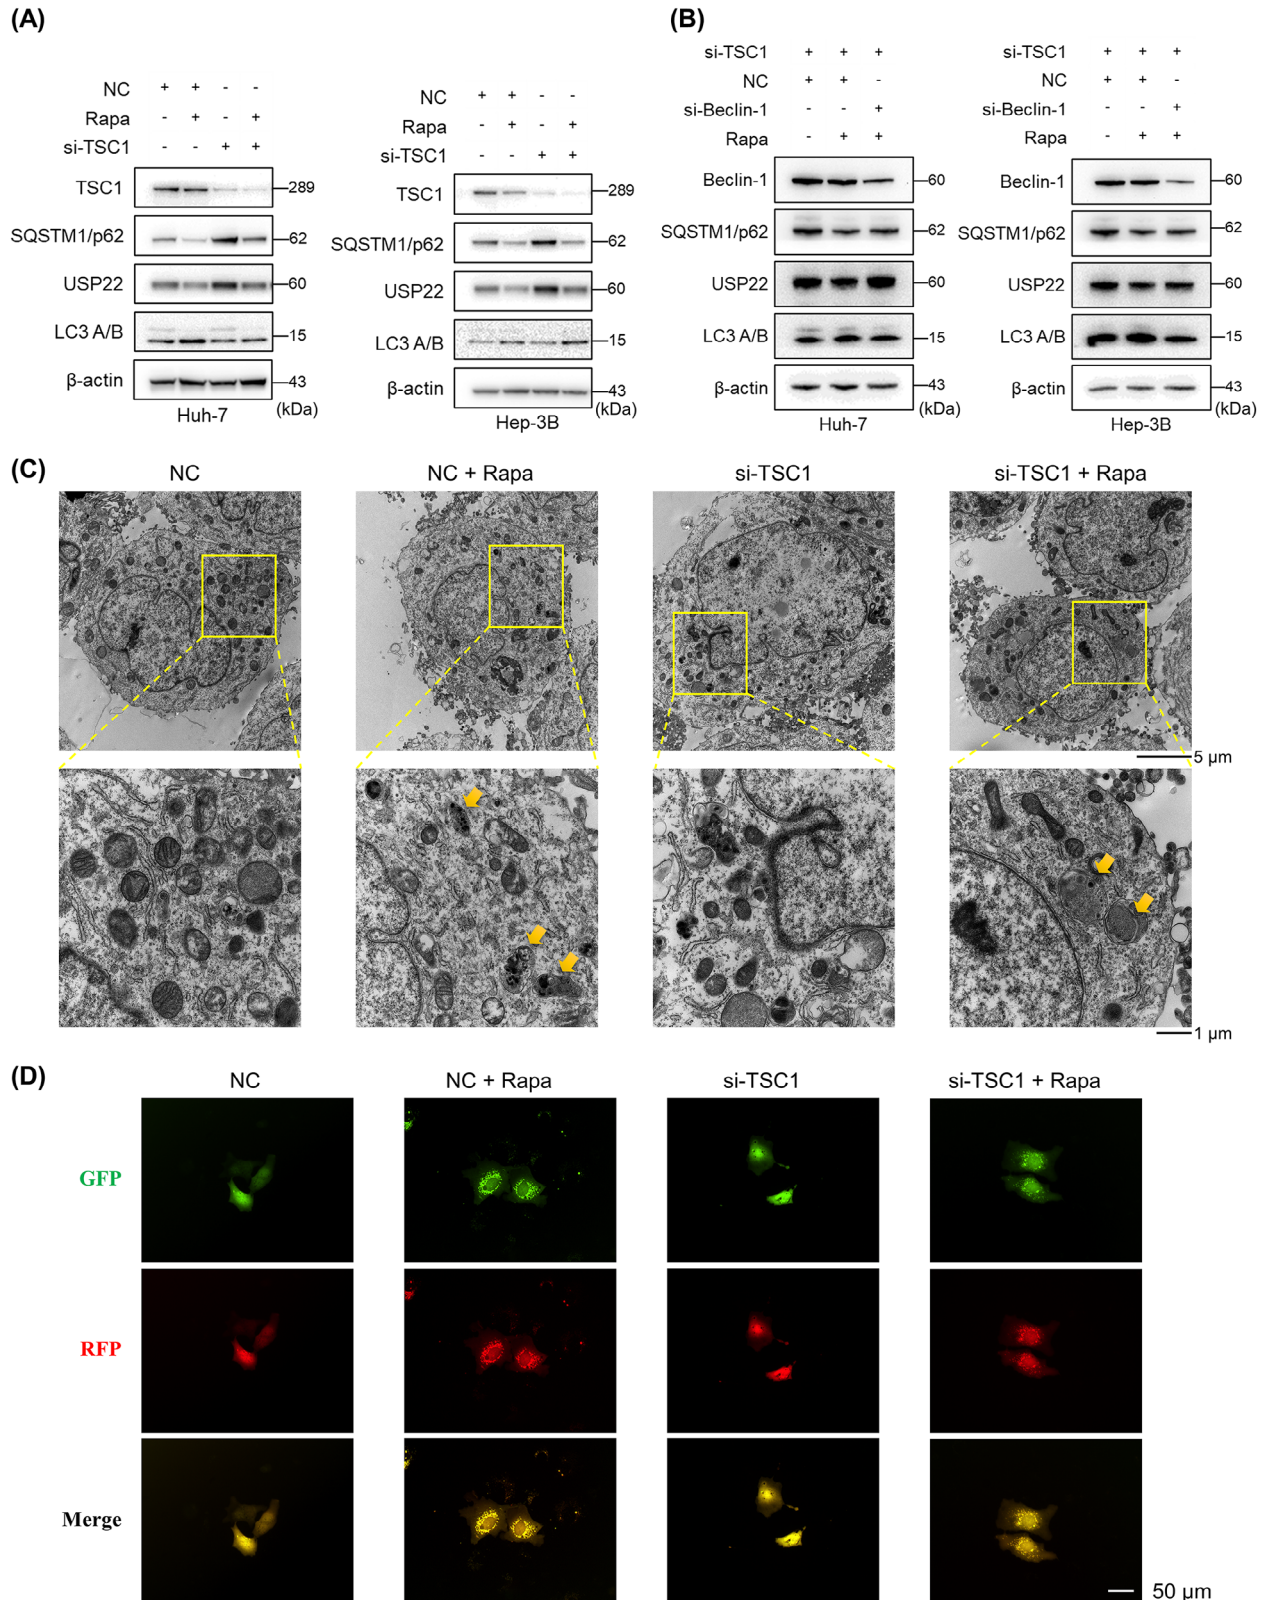 (A)
NC + + - -
Rapa - + - +
si-TSC1 - - + +
TSC1 289
SQSTM1/p62 62
USP22 60
LC3 A/B 15
β-actin 43
(kDa)
Huh-7
NC + + - -
Rapa - + - +
si-TSC1 - - + +
TSC1 289
SQSTM1/p62 62
USP22 60
LC3 A/B 15
β-actin 43
(kDa)
Hep-3B
(B)
si-TSC1 + + +
NC + + -
si-Beclin-1 - - +
Rapa - + +
Beclin-1 60
SQSTM1/p62 62
USP22 60
LC3 A/B 15
β-actin 43
(kDa)
Huh-7
si-TSC1 + + +
NC + + -
si-Beclin-1 - - +
Rapa - + +
Beclin-1 60
SQSTM1/p62 62
USP22 60
LC3 A/B 15
β-actin 43
(kDa)
Hep-3B
(C)
NC NC + Rapa si-TSC1 si-TSC1 + Rapa
5 μm
1 μm
(D)
NC NC + Rapa si-TSC1 si-TSC1 + Rapa
GFP
RFP
Merge
50 μm